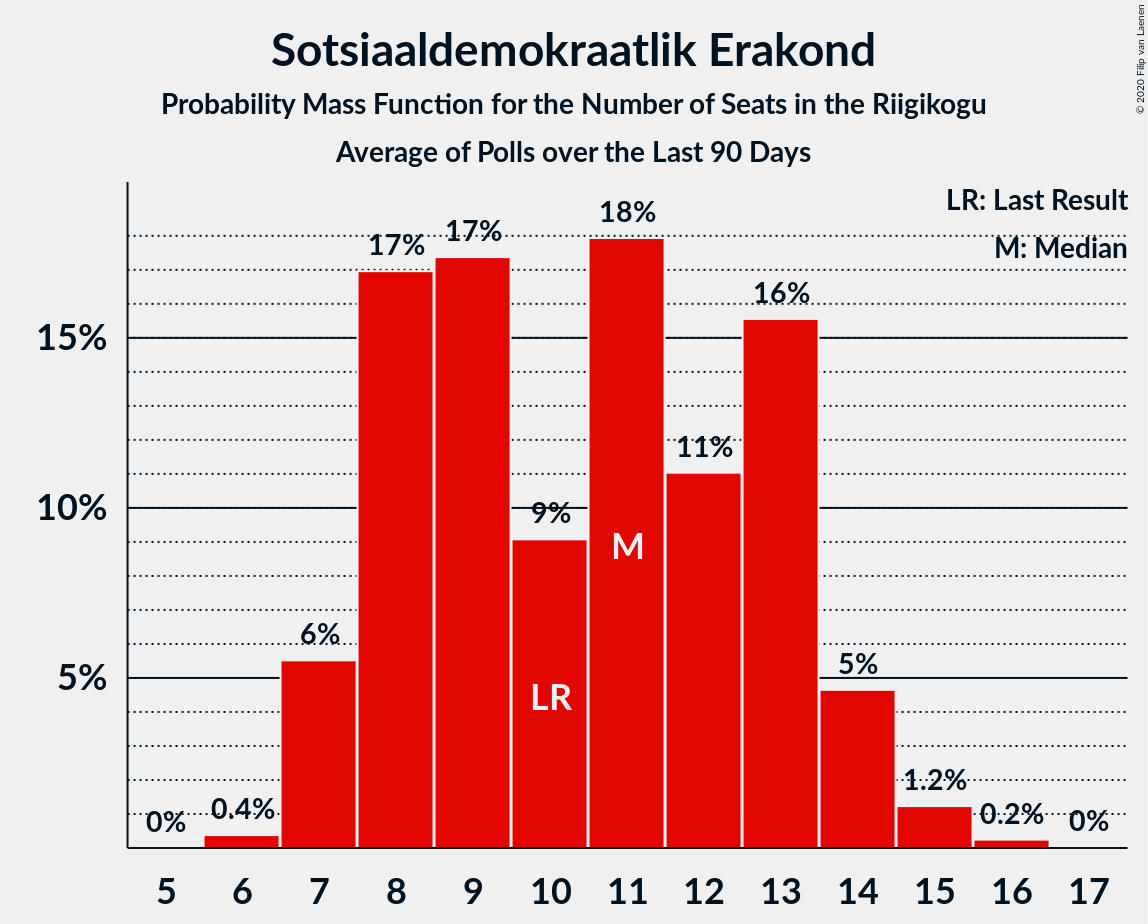 Sotsiaaldemokraatlik Erakond
Probability Mass Function for the Number of Seats in the Riigikogu
Average of Polls over the Last 90 Days
© 2020 Filip van Laenen
LR: Last Result
M: Median
15%
10%
5%
0%
0.4%
6%
17%
17%
9%
18%
11%
16%
5%
1.2%
0.2%
0%
M
LR
5 6 7 8 9 10 11 12 13 14 15 16 17